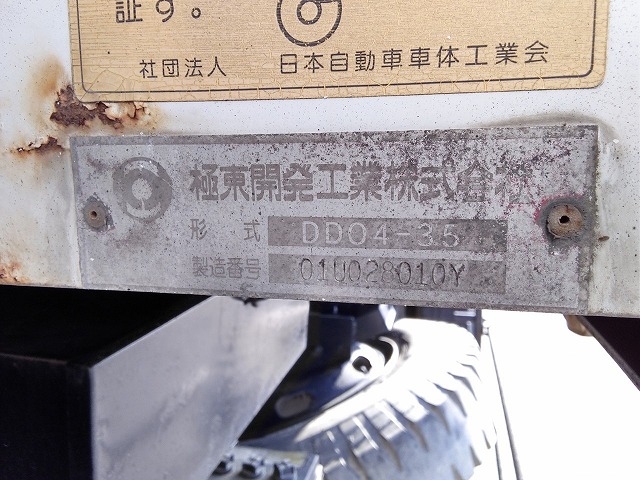 証す。
社団法人 日本自動車車体工業会
極東開発工業株式会社
形式 DD04-35
製造番号 01U028010Y